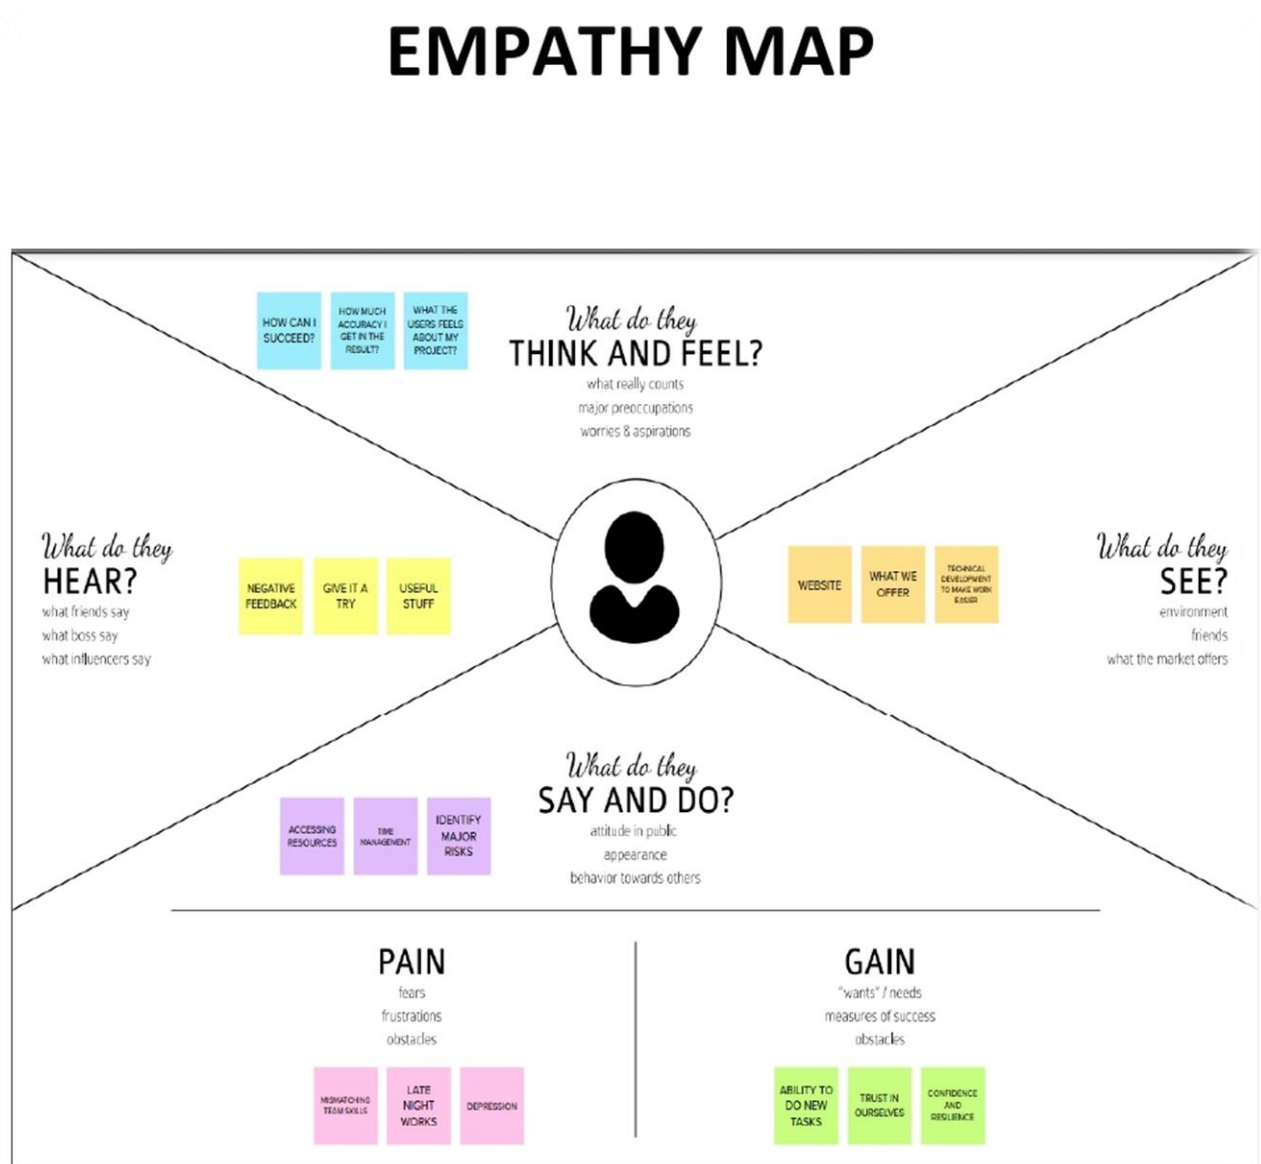 EMPATHY MAP
HOW CAN I
SUCCEED?
HOW MUCH
ACCURACY I
GET IN THE
RESULT?
WHAT THE
USERS FEELS
ABOUT MY
PROJECT?
What do they
THINK AND FEEL?
what really counts
major preoccupations
worries & aspirations
What do they
HEAR?
what friends say
what boss say
what influencers say
NEGATIVE
FEEDBACK
GIVE IT A
TRY
USEFUL
STUFF
WEBSITE
WHAT WE
OFFER
TECHNICAL
DEVELOPMENT
TO MAKE WORK
EASIER
What do they
SEE?
environment
friends
what the market offers
What do they
SAY AND DO?
attitude in public
appearance
behavior towards others
ACCESSING
RESOURCES
TIME
MANAGEMENT
IDENTIFY
MAJOR
RISKS
PAIN
fears
frustrations
obstacles
MISMATCHING
TEAM SKILLS
LATE
NIGHT
WORKS
DEPRESSION
GAIN
"wants" / needs
measures of success
obstacles
ABILITY TO
DO NEW
TASKS
TRUST IN
OURSELVES
CONFIDENCE
AND
RESILIENCE